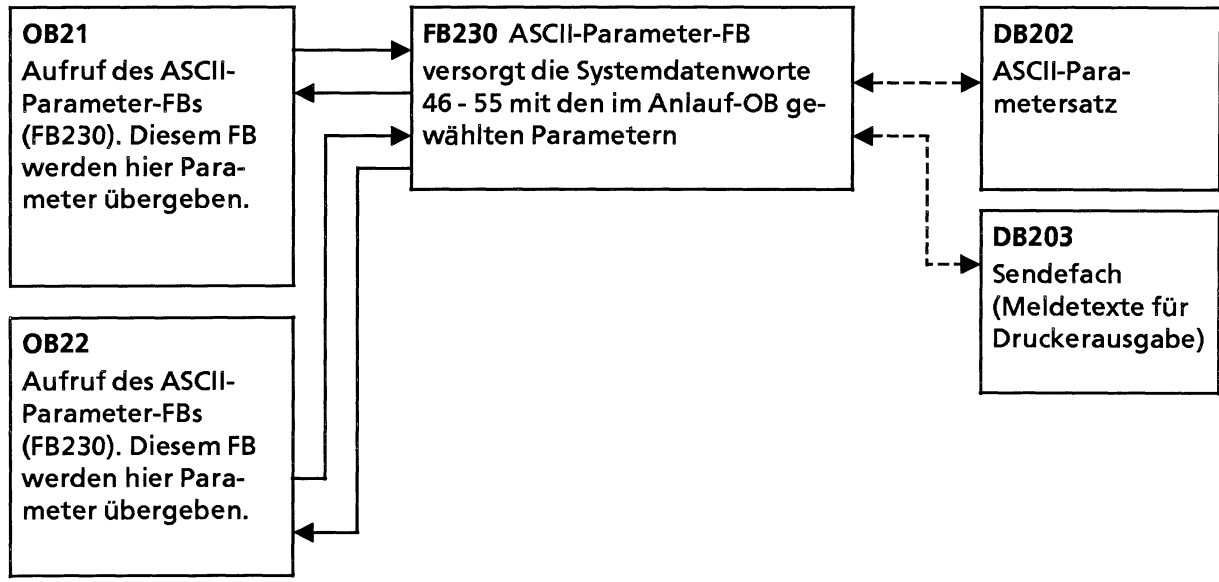 OB21
Aufruf des ASCII-
Parameter-FBs
(FB230). Diesem FB
werden hier Para-
meter übergeben.
FB230 ASCII-Parameter-FB
versorgt die Systemdatenworte
46 - 55 mit den im Anlauf-OB ge-
wählten Parametern
DB202
ASCII-Para-
metersatz
DB203
Sendefach
(Meldetexte für
Druckerausgabe)
OB22
Aufruf des ASCII-
Parameter-FBs
(FB230). Diesem FB
werden hier Para-
meter übergeben.